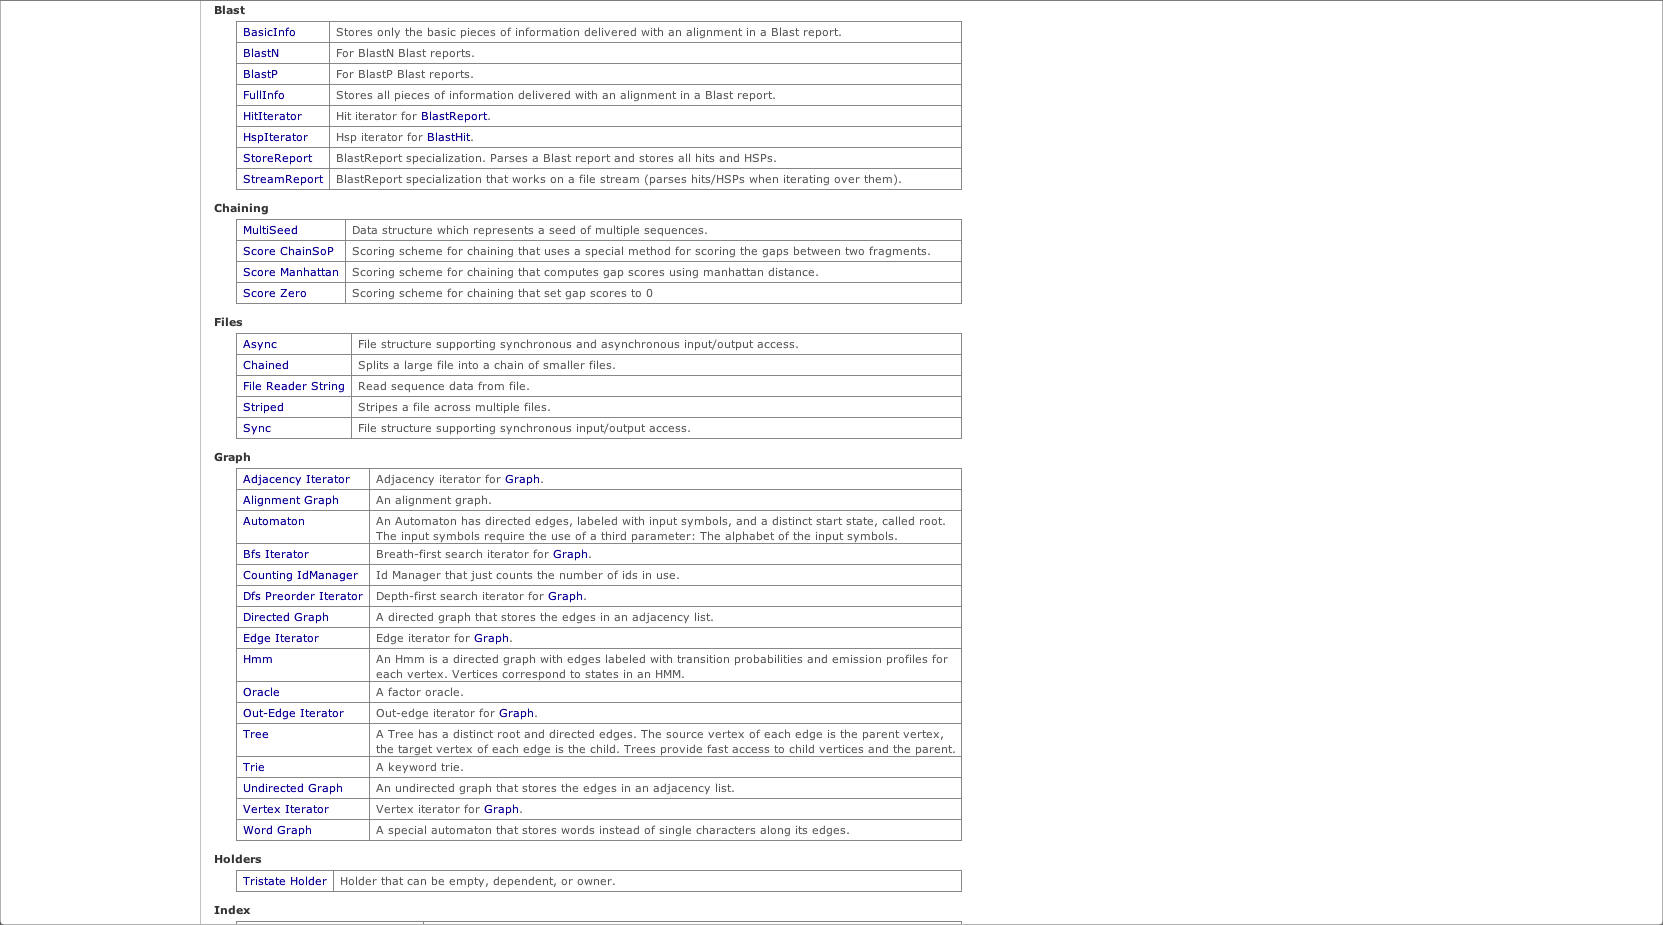 Blast
BasicInfo Stores only the basic pieces of information delivered with an alignment in a Blast report.
BlastN For BlastN Blast reports.
BlastP For BlastP Blast reports.
FullInfo Stores all pieces of information delivered with an alignment in a Blast report.
HitIterator Hit iterator for BlastReport.
HspIterator Hsp iterator for BlastHit.
StoreReport BlastReport specialization. Parses a Blast report and stores all hits and HSPs.
StreamReport BlastReport specialization that works on a file stream (parses hits/HSPs when iterating over them).
Chaining
MultiSeed Data structure which represents a seed of multiple sequences.
Score ChainSoP Scoring scheme for chaining that uses a special method for scoring the gaps between two fragments.
Score Manhattan Scoring scheme for chaining that computes gap scores using manhattan distance.
Score Zero Scoring scheme for chaining that set gap scores to 0
Files
Async File structure supporting synchronous and asynchronous input/output access.
Chained Splits a large file into a chain of smaller files.
File Reader String Read sequence data from file.
Striped Stripes a file across multiple files.
Sync File structure supporting synchronous input/output access.
Graph
Adjacency Iterator Adjacency iterator for Graph.
Alignment Graph An alignment graph.
Automaton An Automaton has directed edges, labeled with input symbols, and a distinct start state, called root.
The input symbols require the use of a third parameter: The alphabet of the input symbols.
Bfs Iterator Breath-first search iterator for Graph.
Counting IdManager Id Manager that just counts the number of ids in use.
Dfs Preorder Iterator Depth-first search iterator for Graph.
Directed Graph A directed graph that stores the edges in an adjacency list.
Edge Iterator Edge iterator for Graph.
Hmm An Hmm is a directed graph with edges labeled with transition probabilities and emission profiles for
each vertex. Vertices correspond to states in an HMM.
Oracle A factor oracle.
Out-Edge Iterator Out-edge iterator for Graph.
Tree A Tree has a distinct root and directed edges. The source vertex of each edge is the parent vertex,
the target vertex of each edge is the child. Trees provide fast access to child vertices and the parent.
Trie A keyword trie.
Undirected Graph An undirected graph that stores the edges in an adjacency list.
Vertex Iterator Vertex iterator for Graph.
Word Graph A special automaton that stores words instead of single characters along its edges.
Holders
Tristate Holder Holder that can be empty, dependent, or owner.
Index